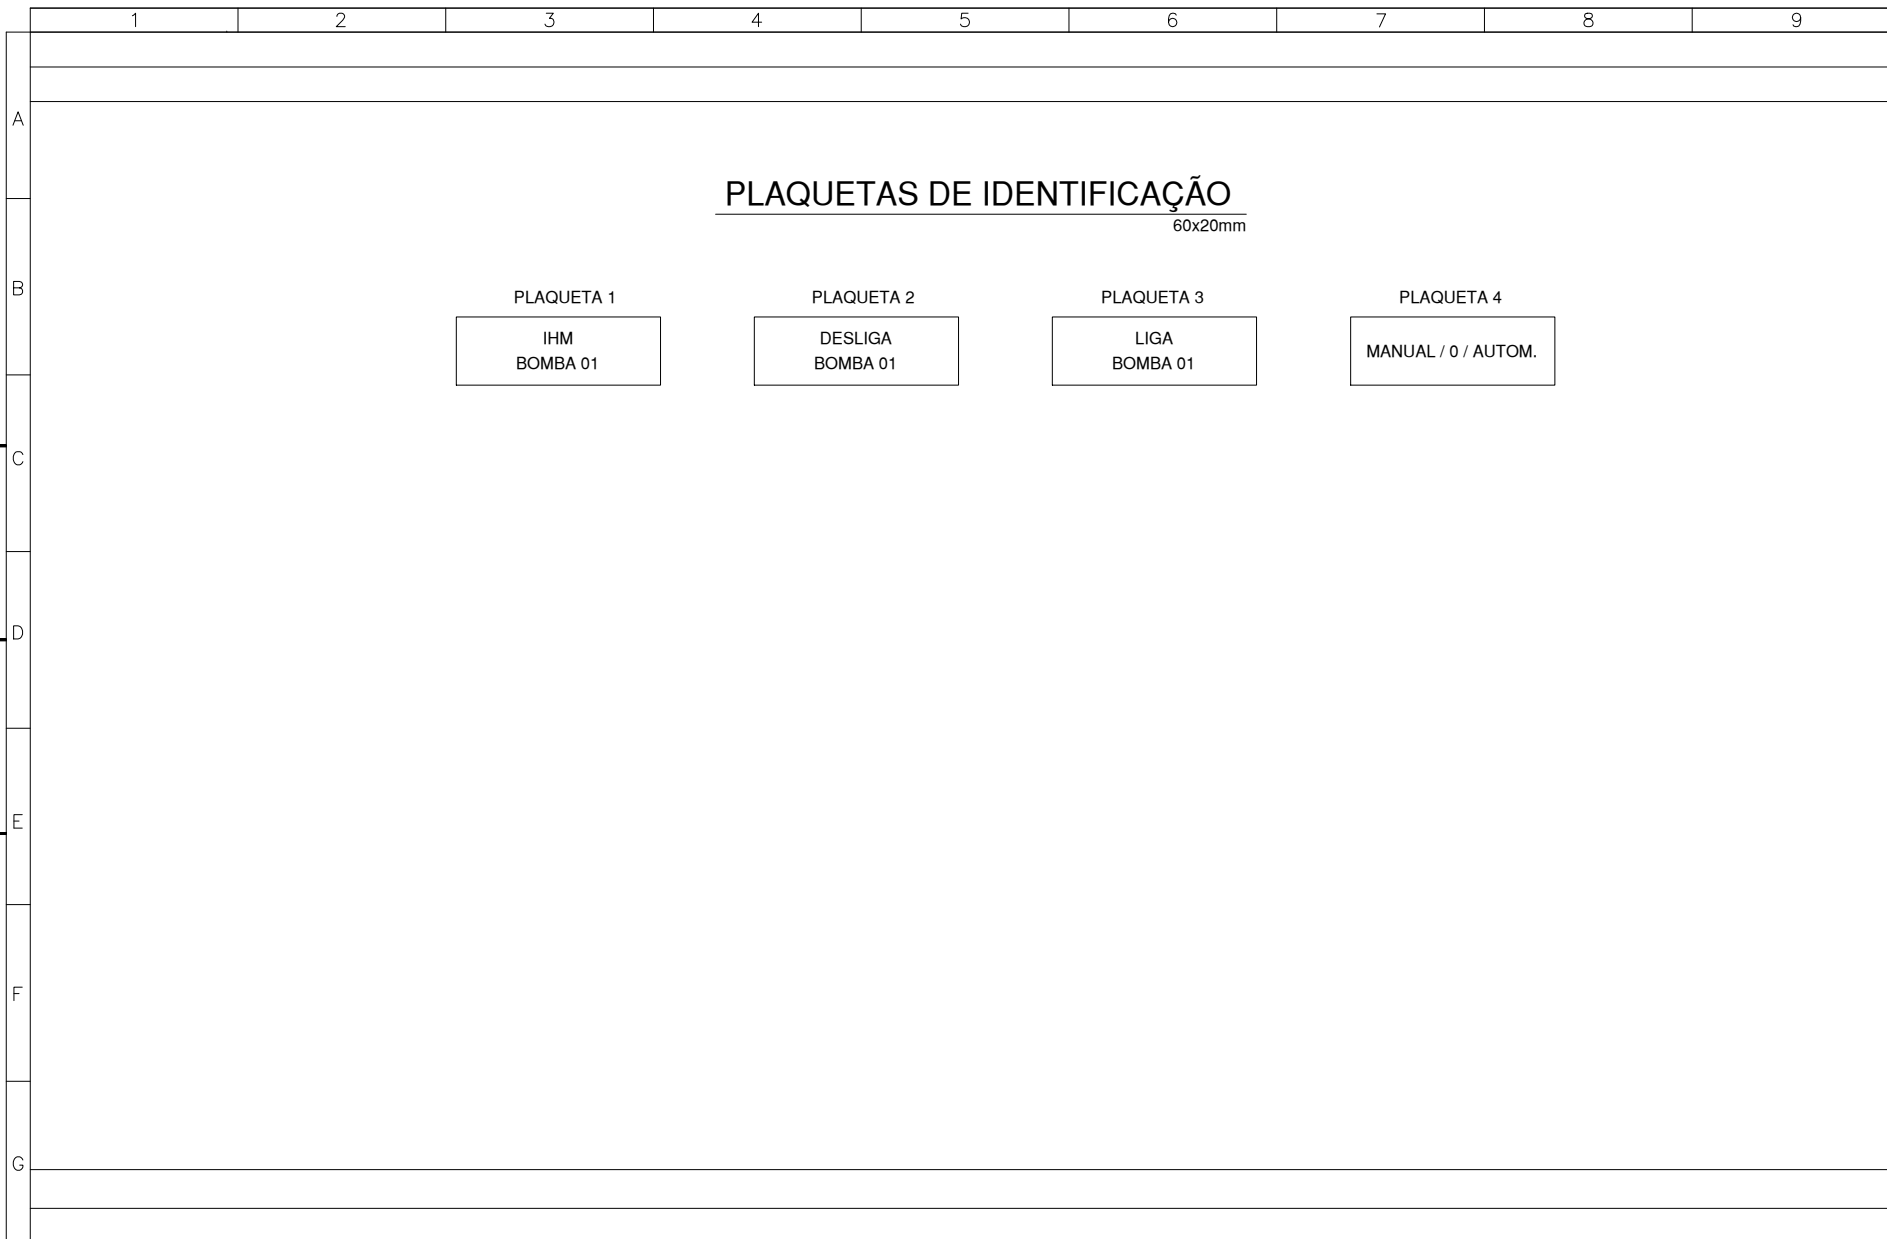 1 2 3 4 5 6 7 8 9
A
PLAQUETAS DE IDENTIFICAÇÃO
60x20mm
B
PLAQUETA 1 PLAQUETA 2 PLAQUETA 3 PLAQUETA 4
IHM
BOMBA 01
DESLIGA
BOMBA 01
LIGA
BOMBA 01
MANUAL / 0 / AUTOM.
C
D
E
F
G